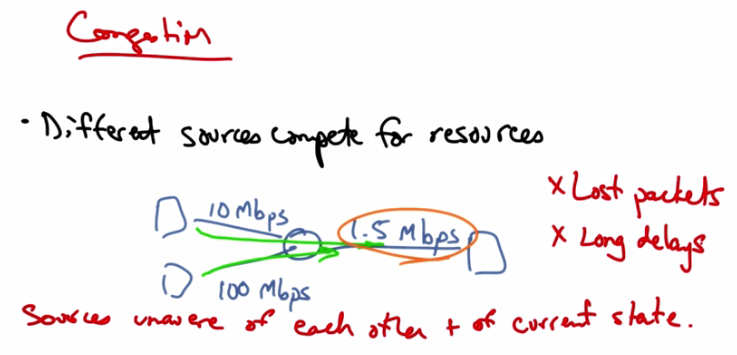 Congestion
• Different sources compete for resources
10 Mbps
1.5 Mbps
100 Mbps
x Lost packets
x Long delays
Sources unaware of each other + of current state.